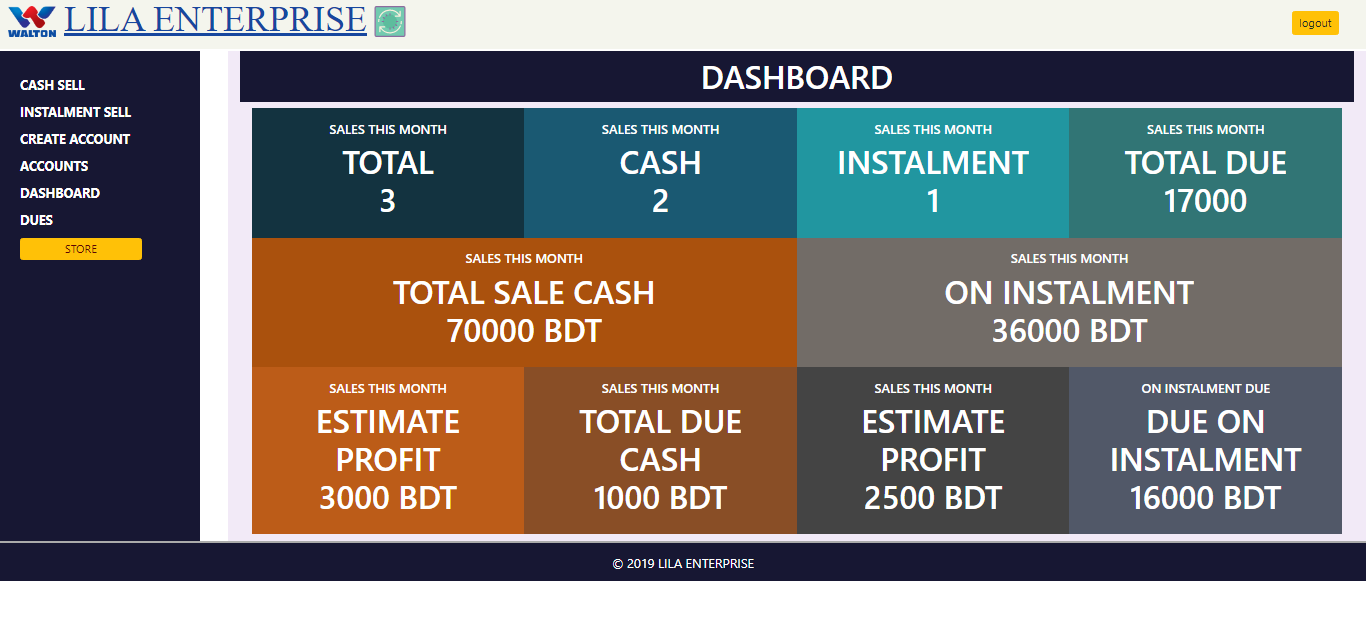 WALTON
LILA ENTERPRISE
logout
CASH SELL
INSTALMENT SELL
CREATE ACCOUNT
ACCOUNTS
DASHBOARD
DUES
STORE
DASHBOARD
SALES THIS MONTH
TOTAL
3
SALES THIS MONTH
CASH
2
SALES THIS MONTH
INSTALMENT
1
SALES THIS MONTH
TOTAL DUE
17000
SALES THIS MONTH
TOTAL SALE CASH
70000 BDT
SALES THIS MONTH
ON INSTALMENT
36000 BDT
SALES THIS MONTH
ESTIMATE
PROFIT
3000 BDT
SALES THIS MONTH
TOTAL DUE
CASH
1000 BDT
SALES THIS MONTH
ESTIMATE
PROFIT
2500 BDT
ON INSTALMENT DUE
DUE ON
INSTALMENT
16000 BDT
© 2019 LILA ENTERPRISE